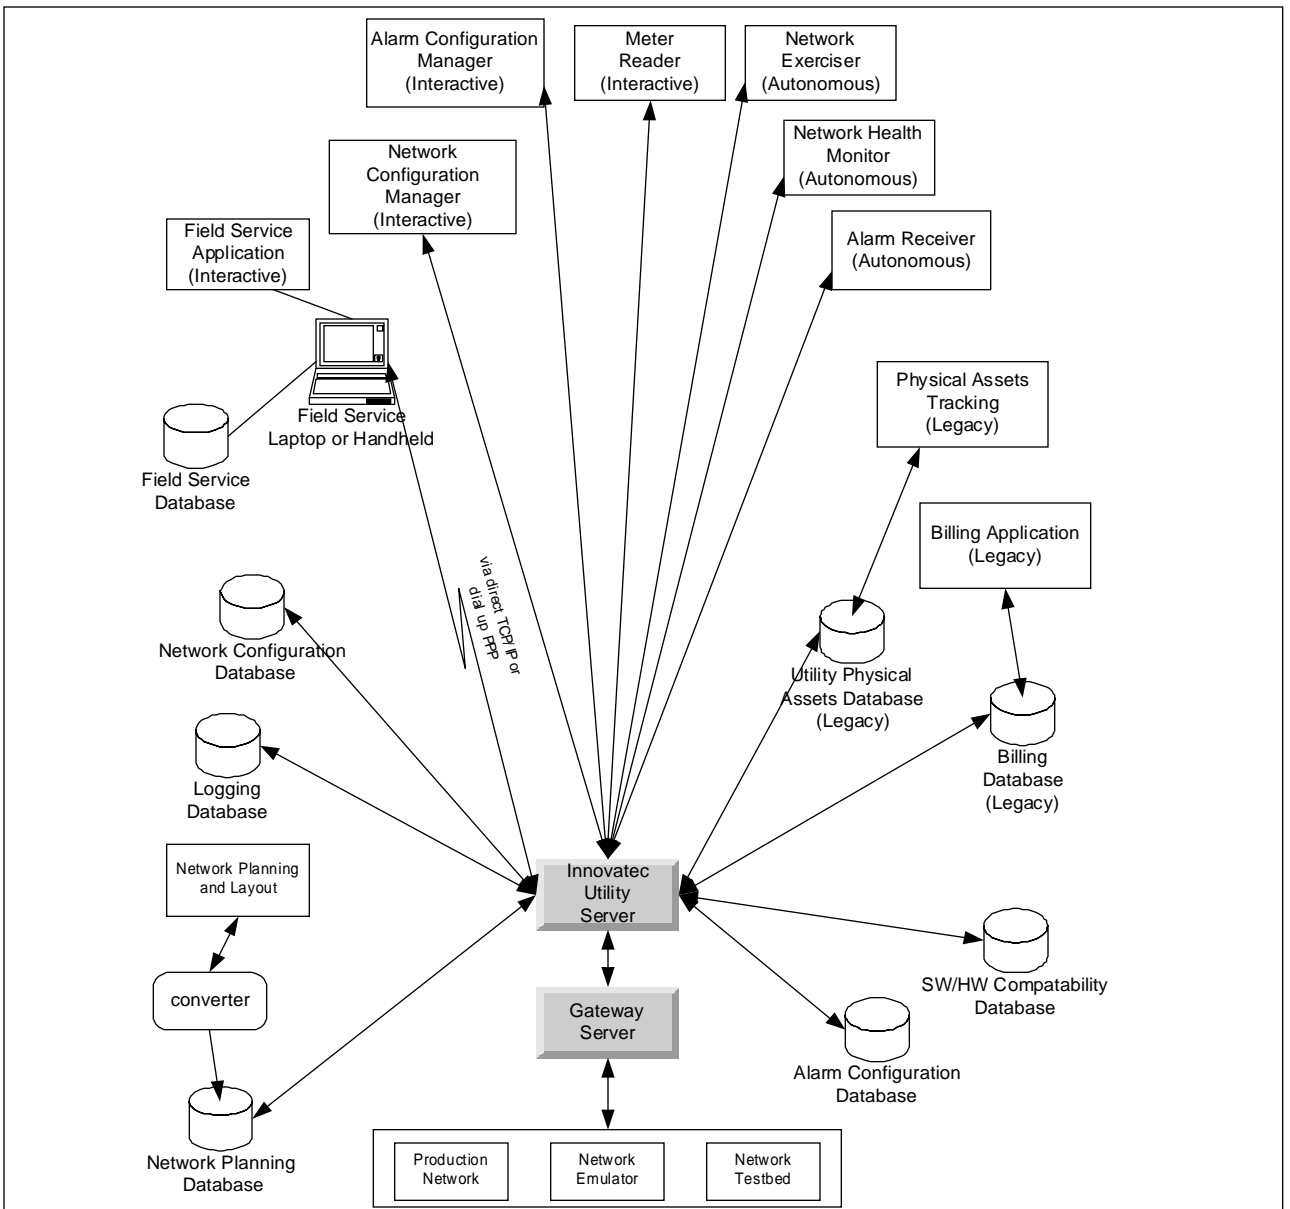 Alarm Configuration
Manager
(Interactive)
Meter
Reader
(Interactive)
Network
Exerciser
(Autonomous)
Network Health
Monitor
(Autonomous)
Network
Configuration
Manager
(Interactive)
Field Service
Application
(Interactive)
Alarm Receiver
(Autonomous)
Physical Assets
Tracking
(Legacy)
Field Service
Laptop or Handheld
Field Service
Database
Billing Application
(Legacy)
via direct TCP/IP or
dial up PPP
Network Configuration
Database
Utility Physical
Assets Database
(Legacy)
Billing
Database
(Legacy)
Logging
Database
Network Planning
and Layout
Innovatec
Utility
Server
SW/HW Compatability
Database
converter
Gateway
Server
Alarm Configuration
Database
Network Planning
Database
Production
Network
Network
Emulator
Network
Testbed